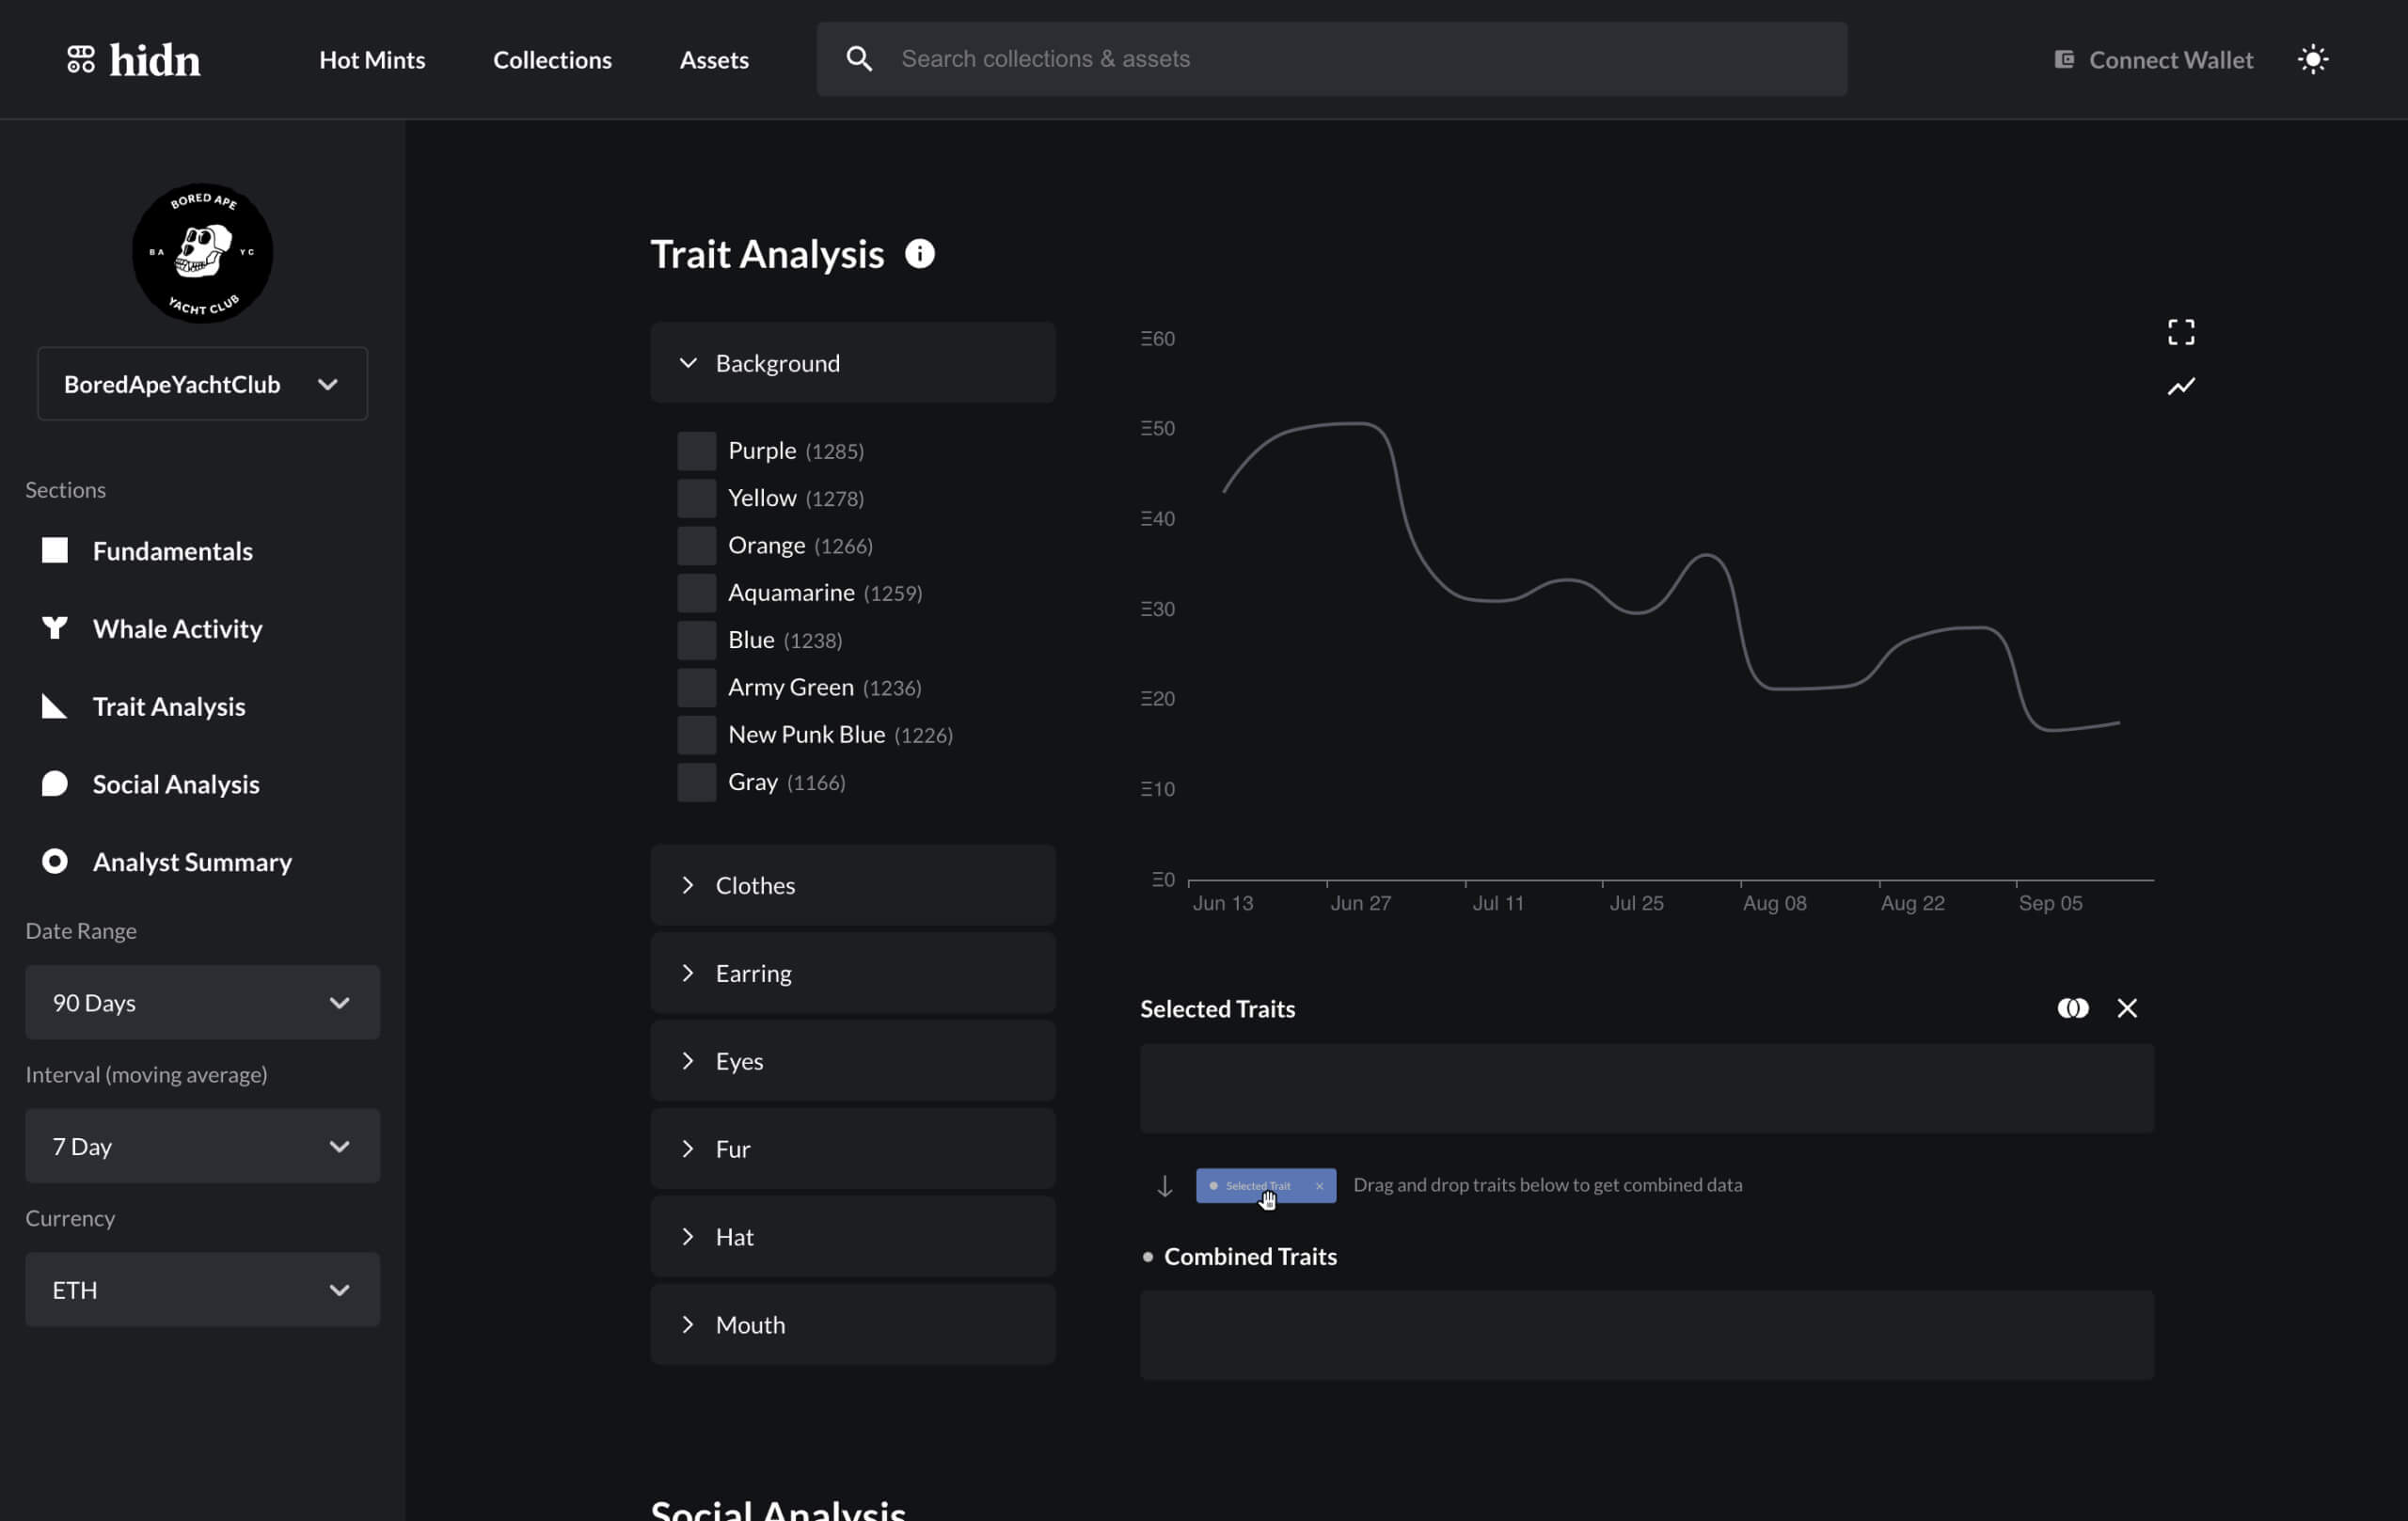 hidn
Hot Mints
Collections
Assets
Search collections & assets
Connect Wallet
BORED APE
BA YC
YACHT CLUB
BoredApeYachtClub
Sections
Fundamentals
Whale Activity
Trait Analysis
Social Analysis
Analyst Summary
Date Range
90 Days
Interval (moving average)
7 Day
Currency
ETH
Trait Analysis
Background
Purple (1285)
Yellow (1278)
Orange (1266)
Aquamarine (1259)
Blue (1238)
Army Green (1236)
New Punk Blue (1226)
Gray (1166)
Clothes
Earring
Eyes
Fur
Hat
Mouth
Ξ60
Ξ50
Ξ40
Ξ30
Ξ20
Ξ10
Ξ0
Jun 13 Jun 27 Jul 11 Jul 25 Aug 08 Aug 22 Sep 05
Selected Traits
Selected Trait
Drag and drop traits below to get combined data
Combined Traits
Social Analysis